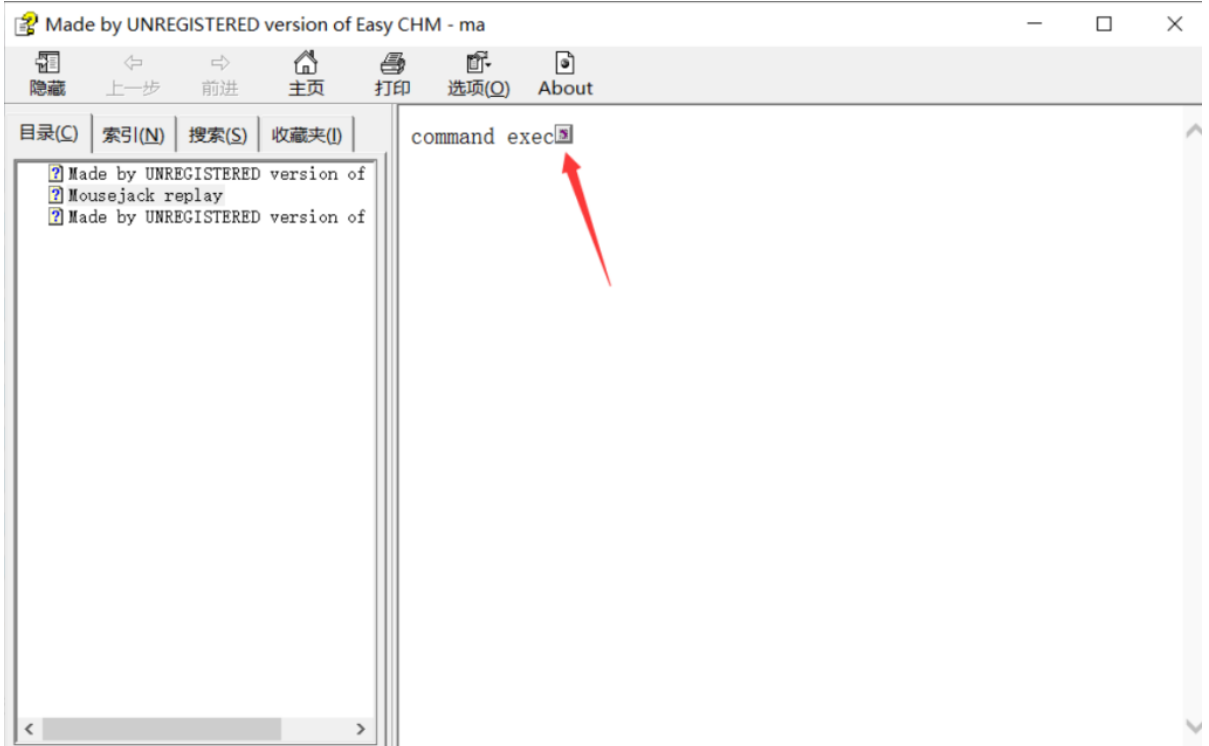 Made by UNREGISTERED version of Easy CHM - ma
隐藏 上一步 前进 主页 打印 选项(O) About
目录(C) 索引(N) 搜索(S) 收藏夹(I)
Made by UNREGISTERED version of
Mousejack replay
Made by UNREGISTERED version of
command exec